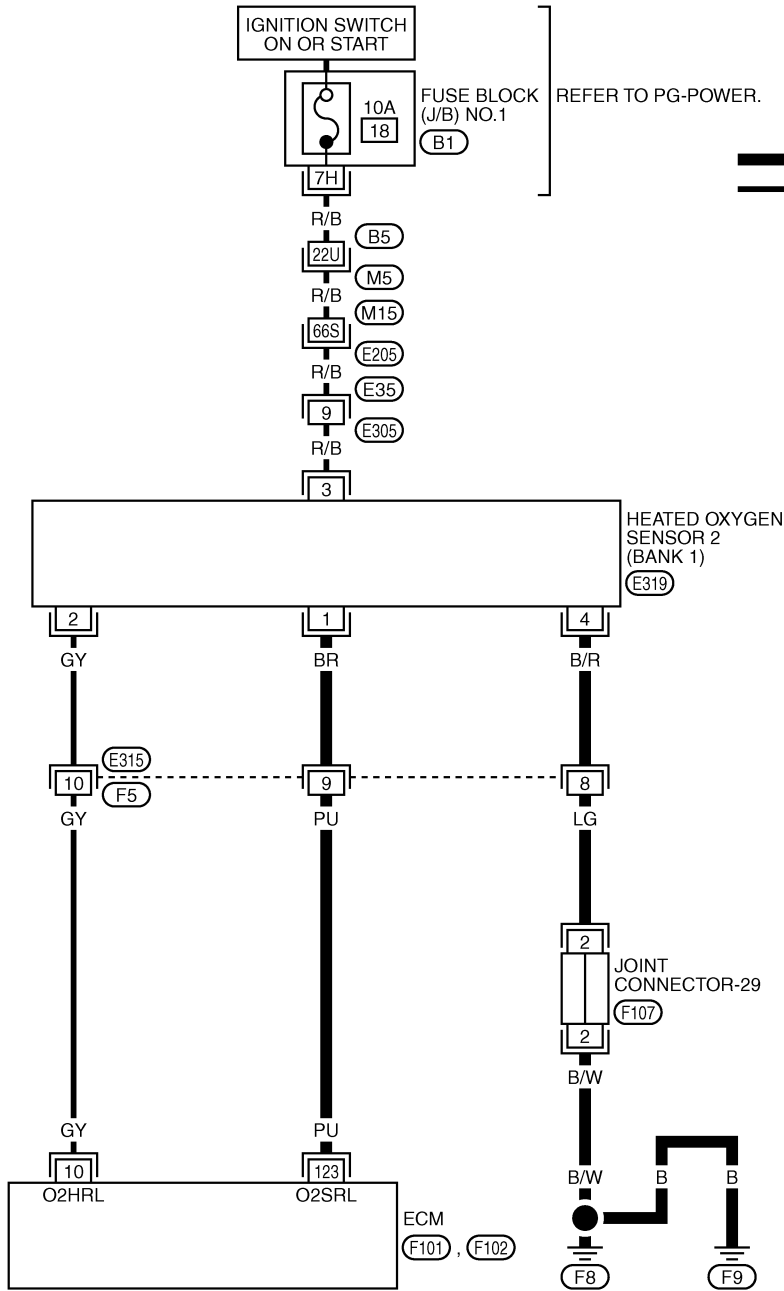 IGNITION SWITCH
ON OR START
FUSE BLOCK
(J/B) NO.1
B1
REFER TO PG-POWER.
10A
18
7H
R/B
B5
22U
M5
R/B
M15
66S
E205
R/B
E35
9
E305
R/B
3
HEATED OXYGEN
SENSOR 2
(BANK 1)
E319
2
1
4
GY
BR
B/R
E315
10
9
8
F5
GY
PU
LG
2
JOINT
CONNECTOR-29
F107
2
B/W
GY
PU
10
123
B/W
B
B
O2HRL
O2SRL
ECM
F101 , F102
F8
F9